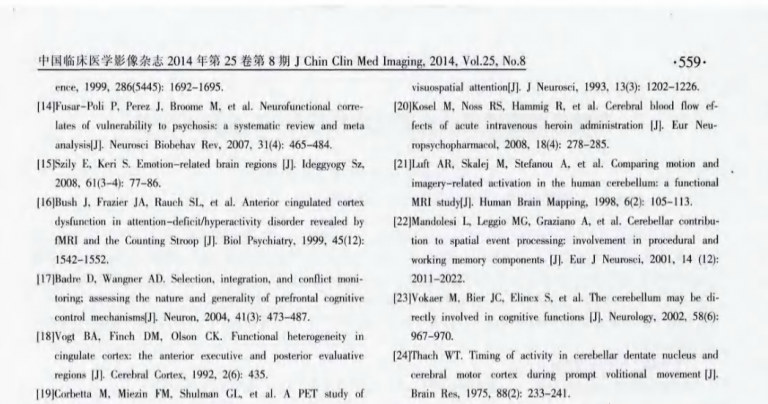 中国临床医学影像杂志 2014 年第 25 卷第 8 期 J Chin Clin Med Imaging, 2014, Vol.25, No.8
·559·
ence, 1999, 286(5445): 1692-1695.
[14]Fusar-Poli P, Perez J, Broome M, et al. Neurofunctional corre-
lates of vulnerability to psychosis: a systematic review and meta
analysis[J]. Neurosci Biobehav Rev, 2007, 31(4): 465-484.
[15]Szily E, Keri S. Emotion-related brain regions [J]. Ideggyogy Sz,
2008, 61(3-4): 77-86.
[16]Bush J, Frazier JA, Rauch SL, et al. Anterior cingulated cortex
dysfunction in attention-deficit/hyperactivity disorder revealed by
fMRI and the Counting Stroop [J]. Biol Psychiatry, 1999, 45(12):
1542-1552.
[17]Badre D, Wangner AD. Selection, integration, and conflict moni-
toring; assessing the nature and generality of prefrontal cognitive
control mechanisms[J]. Neuron, 2004, 41(3): 473-487.
[18]Vogt BA, Finch DM, Olson CK. Functional heterogeneity in
cingulate cortex: the anterior executive and posterior evaluative
regions [J]. Cerebral Cortex, 1992, 2(6): 435.
[19]Corbetta M, Miezin FM, Shulman GL, et al. A PET study of
visuospatial attention[J]. J Neurosci, 1993, 13(3): 1202-1226.
[20]Kosel M, Noss RS, Hammig R, et al. Cerebral blood flow ef-
fects of acute intravenous heroin administration [J]. Eur Neu-
ropsychopharmacol, 2008, 18(4): 278-285.
[21]Luft AR, Skalej M, Stefanou A, et al. Comparing motion and
imagery-related activation in the human cerebellum: a functional
MRI study[J]. Human Brain Mapping, 1998, 6(2): 105-113.
[22]Mandolesi L, Leggio MG, Graziano A, et al. Cerebellar contribu-
tion to spatial event processing: involvement in procedural and
working memory components [J]. Eur J Neurosci, 2001, 14 (12):
2011-2022.
[23]Vokaer M, Bier JC, Elincx S, et al. The cerebellum may be di-
rectly involved in cognitive functions [J]. Neurology, 2002, 58(6):
967-970.
[24]Thach WT. Timing of activity in cerebellar dentate nucleus and
cerebral motor cortex during prompt volitional movement [J].
Brain Res, 1975, 88(2): 233-241.